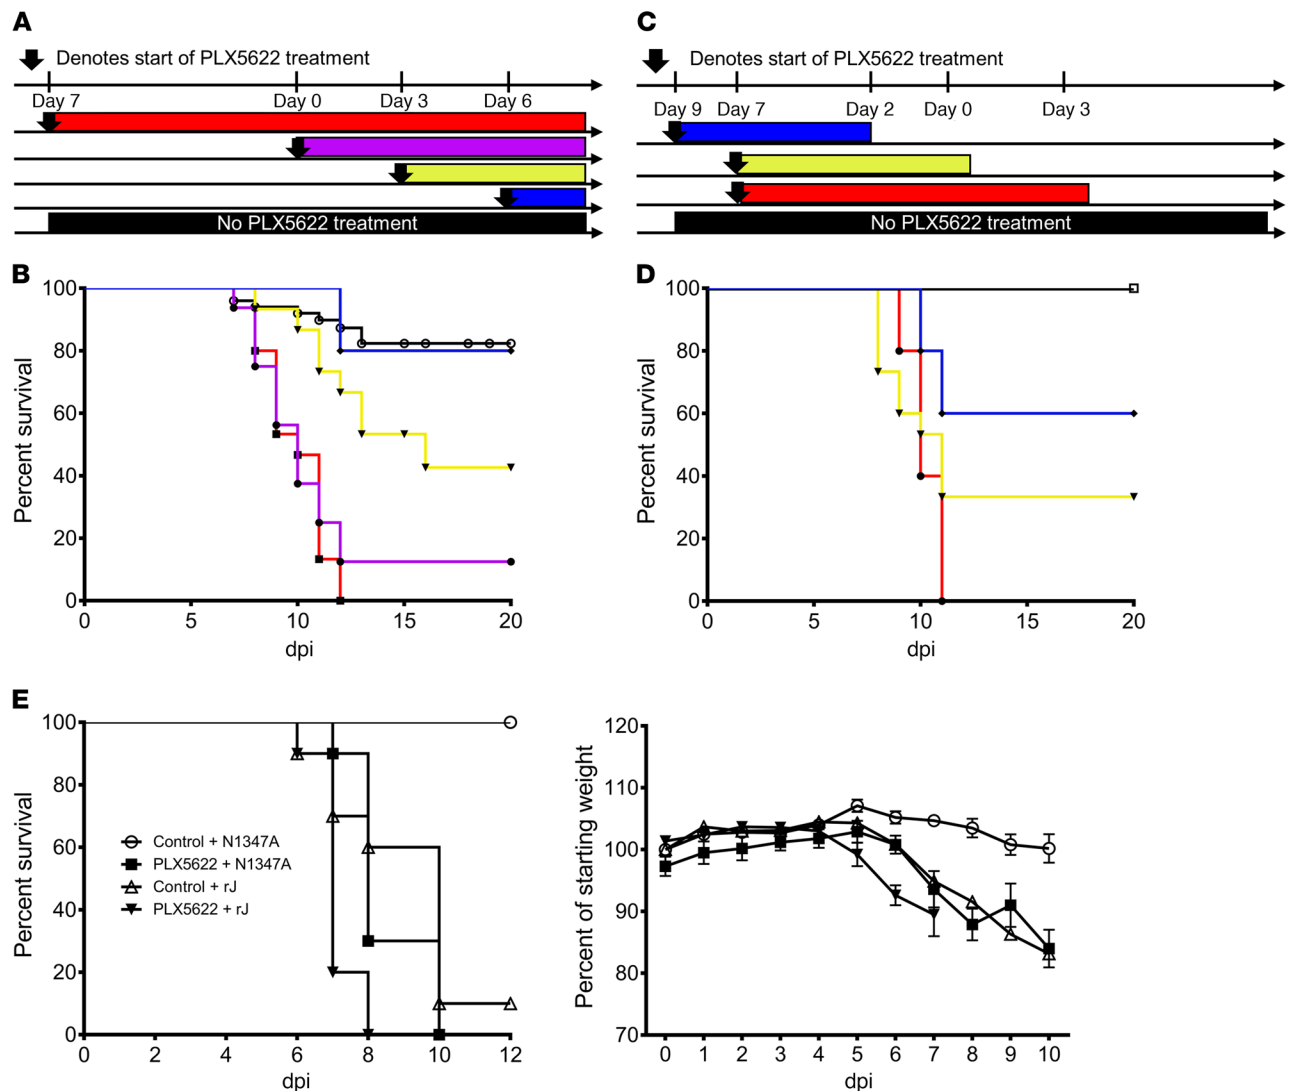 A
Denotes start of PLX5622 treatment
Day 7 Day 0 Day 3 Day 6
No PLX5622 treatment
C
Denotes start of PLX5622 treatment
Day 9 Day 7 Day 2 Day 0 Day 3
No PLX5622 treatment
B
Percent survival
100
80
60
40
20
0
0 5 10 15 20
dpi
D
Percent survival
100
80
60
40
20
0
0 5 10 15 20
dpi
E
Percent survival
100
80
60
40
20
0
Control + N1347A
PLX5622 + N1347A
Control + rJ
PLX5622 + rJ
0 2 4 6 8 10 12
dpi
Percent of starting weight
120
110
100
90
80
70
0 1 2 3 4 5 6 7 8 9 10
dpi